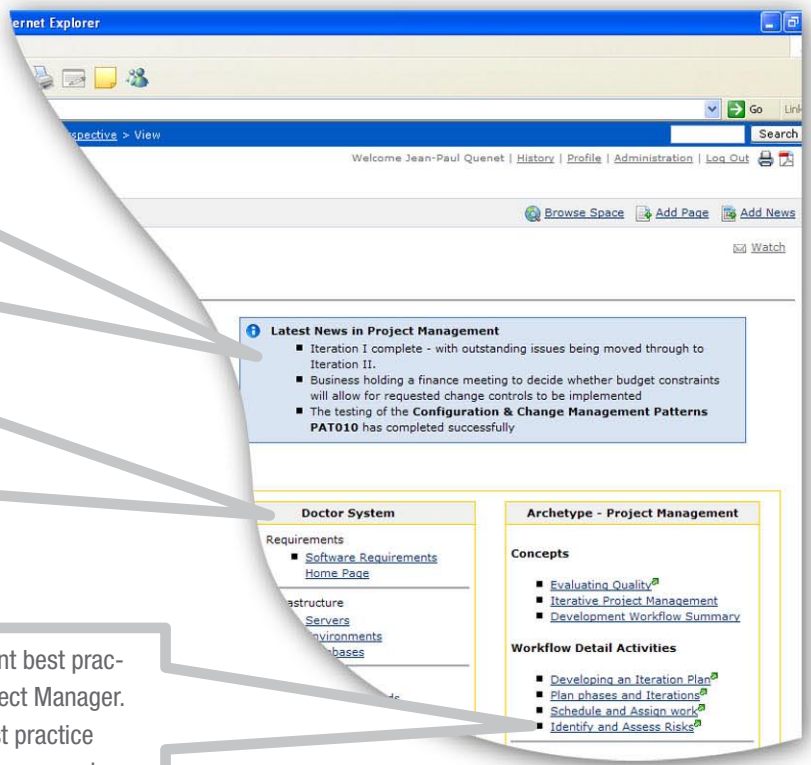 ernet Explorer
Go Link
spective > View Search
Welcome Jean-Paul Quenet | History | Profile | Administration | Log Out
Browse Space Add Page Add News
Watch
Latest News in Project Management
Iteration I complete - with outstanding issues being moved through to
Iteration II.
Business holding a finance meeting to decide whether budget constraints
will allow for requested change controls to be implemented
The testing of the Configuration & Change Management Patterns
PAT010 has completed successfully
Doctor System
Requirements
Software Requirements
Home Page
astructure
Servers
nvironments
bases
Archetype - Project Management
Concepts
Evaluating Quality
Iterative Project Management
Development Workflow Summary
Workflow Detail Activities
Developing an Iteration Plan
Plan phases and Iterations
Schedule and Assign work
Identify and Assess Risks
nt best prac-
ect Manager.
st practice